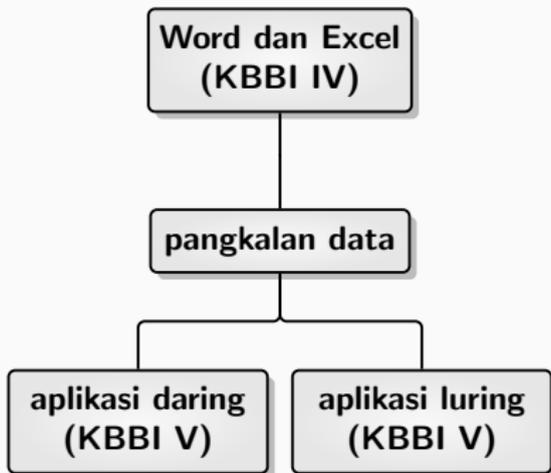 Word dan Excel
(KBBI IV)
pangkalan data
aplikasi daring
(KBBI V)
aplikasi luring
(KBBI V)